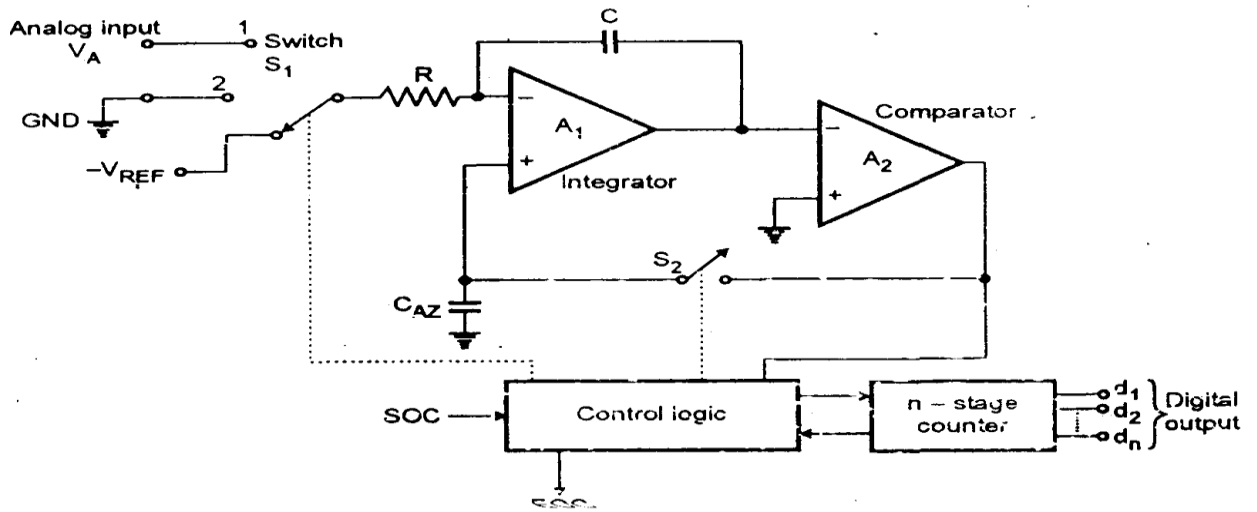 Analog input
V_A
1
Switch
S_1
2
GND
–V_REF
R
C
–
A_1
+
Integrator
Comparator
–
A_2
+
S_2
C_AZ
SOC
Control logic
n – stage
counter
d_1
d_2
d_n
Digital
output